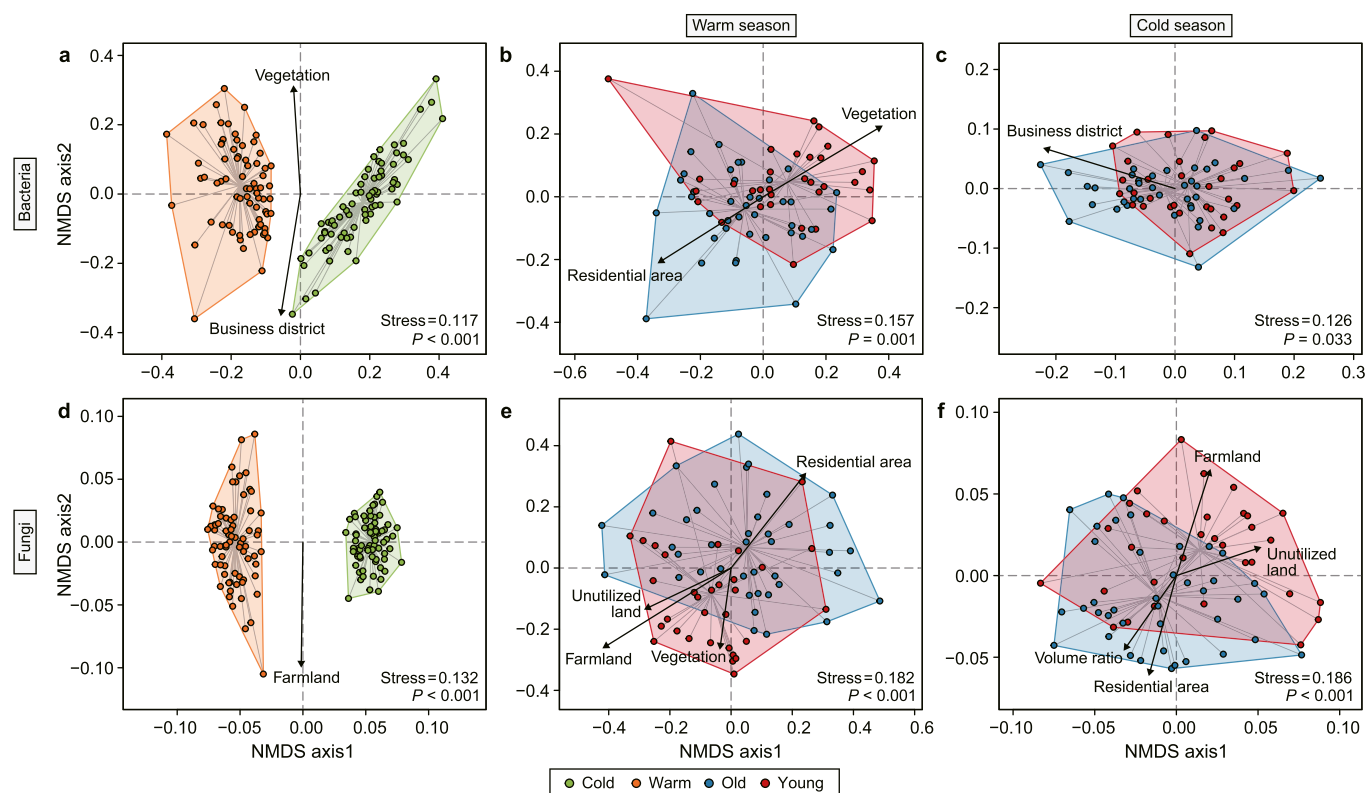 Warm season
Cold season
Bacteria
Fungi
a
NMDS axis2
0.4
0.2
0.0
−0.2
−0.4
Vegetation
Business district
Stress=0.117
P < 0.001
−0.4
−0.2
0.0
0.2
0.4
b
0.4
0.2
0.0
−0.2
−0.4
Vegetation
Residential area
Stress=0.157
P = 0.001
−0.6
−0.4
−0.2
0.0
0.2
0.4
0.6
c
0.2
0.1
0.0
−0.1
−0.2
Business district
Stress=0.126
P = 0.033
−0.2
−0.1
0.0
0.1
0.2
0.3
d
NMDS axis2
0.10
0.05
0.00
−0.05
−0.10
Farmland
Stress=0.132
P < 0.001
−0.10
−0.05
0.00
0.05
0.10
NMDS axis1
e
0.4
0.2
0.0
−0.2
−0.4
Residential area
Unutilized
land
Farmland
Vegetation
Stress=0.182
P < 0.001
−0.4
−0.2
0.0
0.2
0.4
0.6
NMDS axis1
f
0.10
0.05
0.00
−0.05
Farmland
Unutilized
land
Volume ratio
Residential area
Stress=0.186
P < 0.001
−0.10
−0.05
0.00
0.05
0.10
NMDS axis1
Cold
Warm
Old
Young